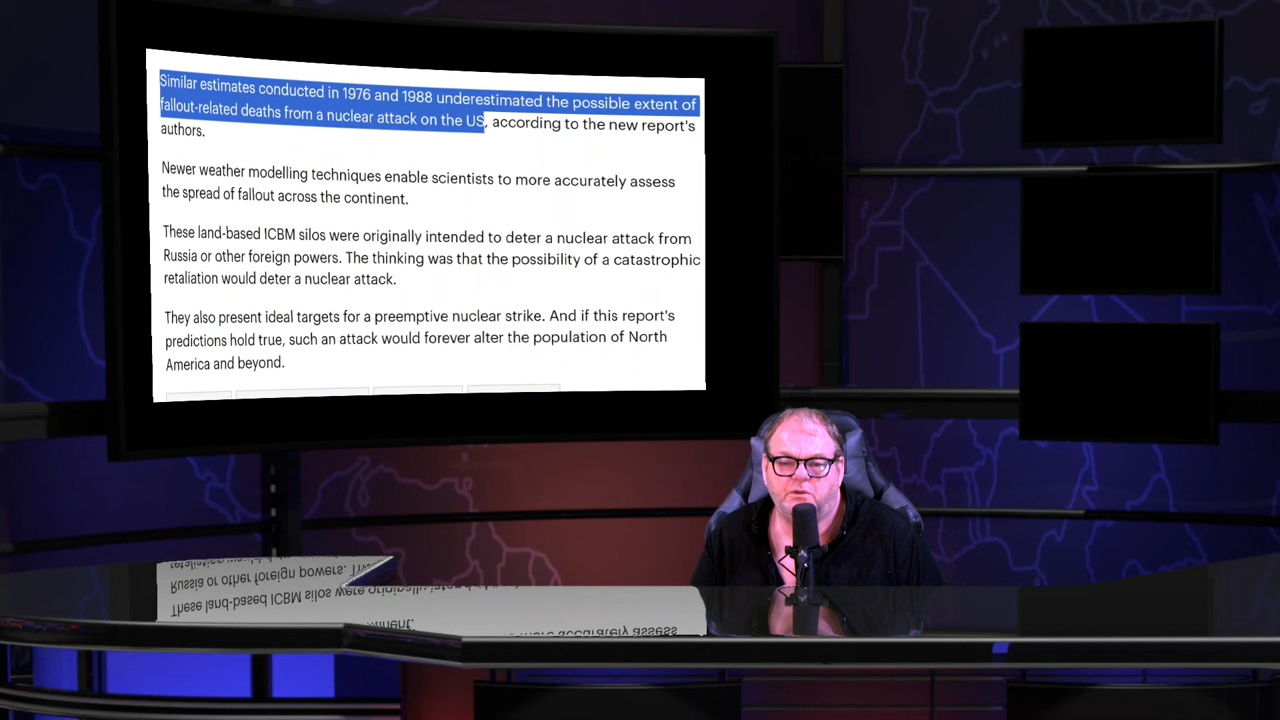 Similar estimates conducted in 1976 and 1988 underestimated the possible extent of
fallout-related deaths from a nuclear attack on the US, according to the new report's
authors.
Newer weather modelling techniques enable scientists to more accurately assess
the spread of fallout across the continent.
These land-based ICBM silos were originally intended to deter a nuclear attack from
Russia or other foreign powers. The thinking was that the possibility of a catastrophic
retaliation would deter a nuclear attack.
They also present ideal targets for a preemptive nuclear strike. And if this report's
predictions hold true, such an attack would forever alter the population of North
America and beyond.